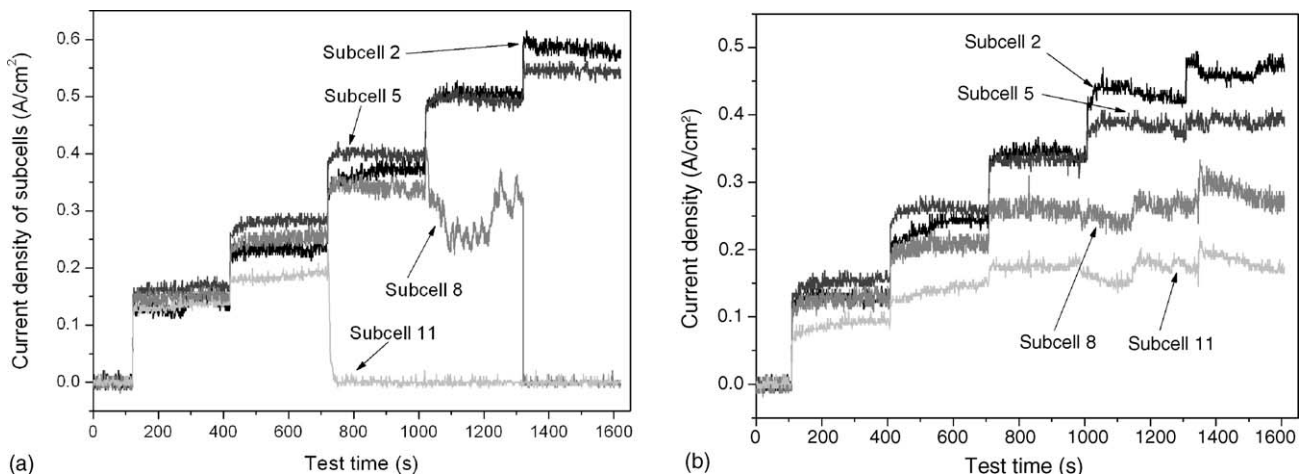 Current density of subcells (A/cm²)
0.6
0.5
0.4
0.3
0.2
0.1
0.0
Subcell 2
Subcell 5
Subcell 8
Subcell 11
0 200 400 600 800 1000 1200 1400 1600
Test time (s)
(a)
Current density (A/cm²)
0.5
0.4
0.3
0.2
0.1
0.0
Subcell 2
Subcell 5
Subcell 8
Subcell 11
0 200 400 600 800 1000 1200 1400 1600
Test time (s)
(b)